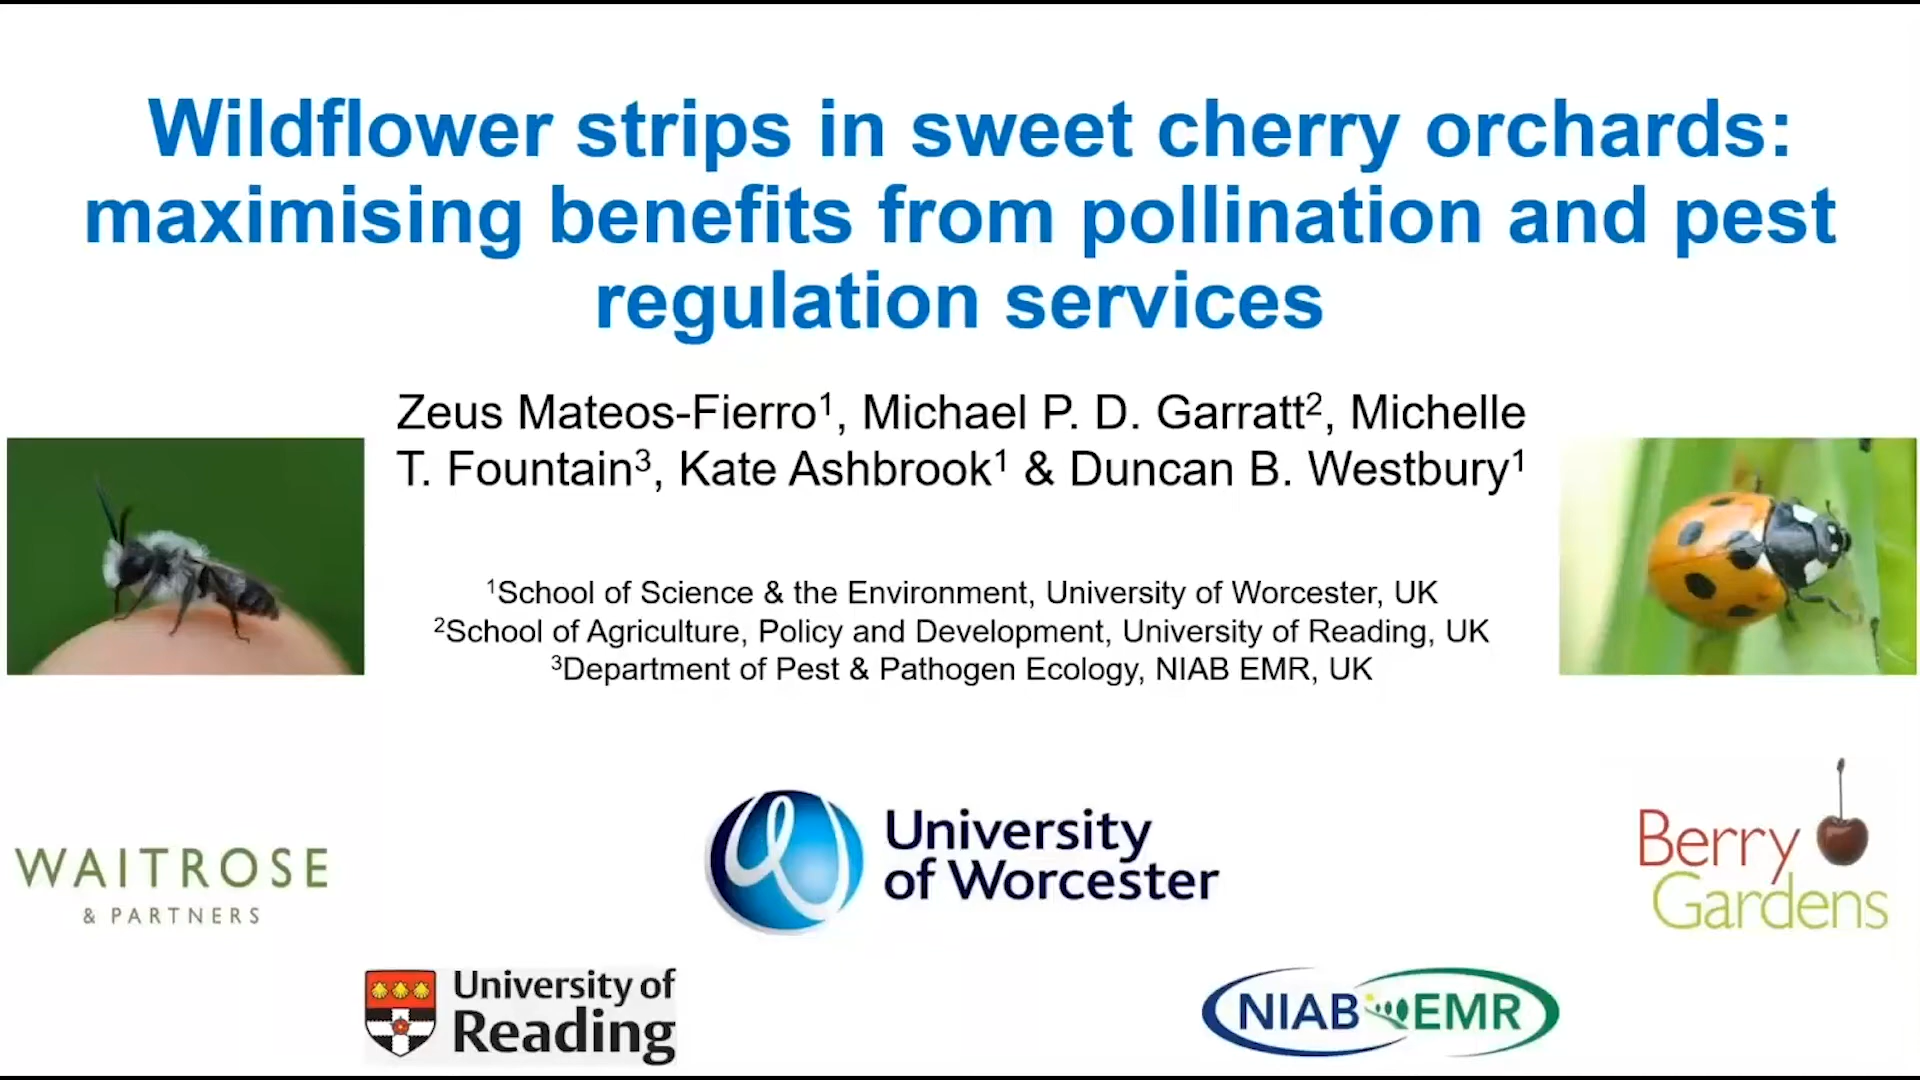 Wildflower strips in sweet cherry orchards:
maximising benefits from pollination and pest
regulation services
Zeus Mateos-Fierro¹, Michael P. D. Garratt², Michelle
T. Fountain³, Kate Ashbrook¹ & Duncan B. Westbury¹
¹School of Science & the Environment, University of Worcester, UK
²School of Agriculture, Policy and Development, University of Reading, UK
³Department of Pest & Pathogen Ecology, NIAB EMR, UK
WAITROSE
& PARTNERS
University
of Worcester
Berry
Gardens
University of
Reading
NIAB EMR